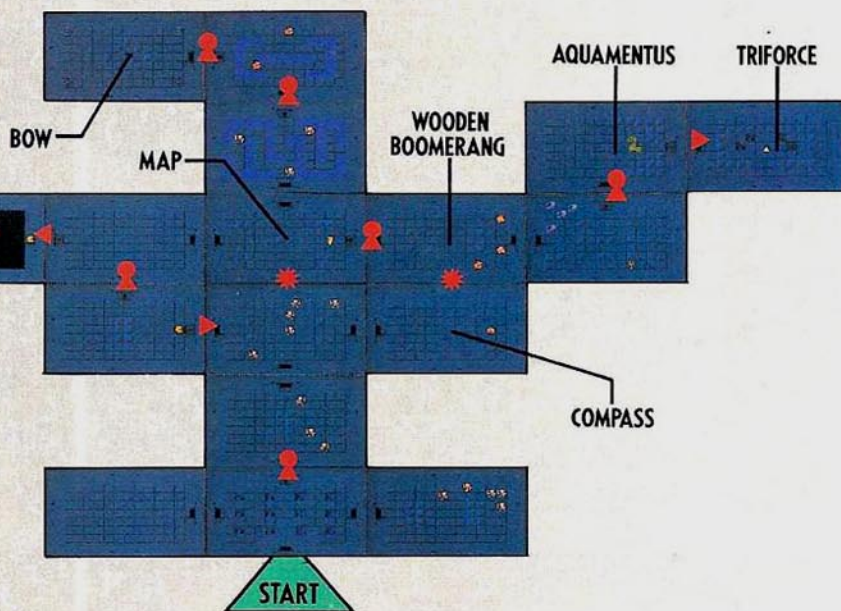 AQUAMENTUS
TRIFORCE
BOW
MAP
WOODEN
BOOMERANG
COMPASS
START